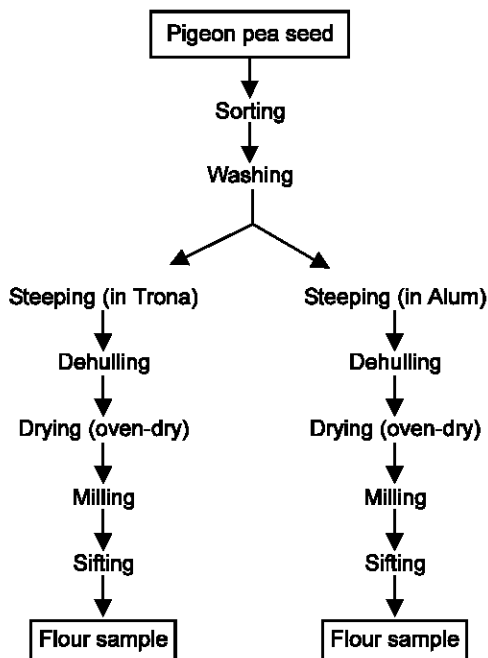 Pigeon pea seed
Sorting
Washing
Steeping (in Trona)
Dehulling
Drying (oven-dry)
Milling
Sifting
Flour sample
Steeping (in Alum)
Dehulling
Drying (oven-dry)
Milling
Sifting
Flour sample